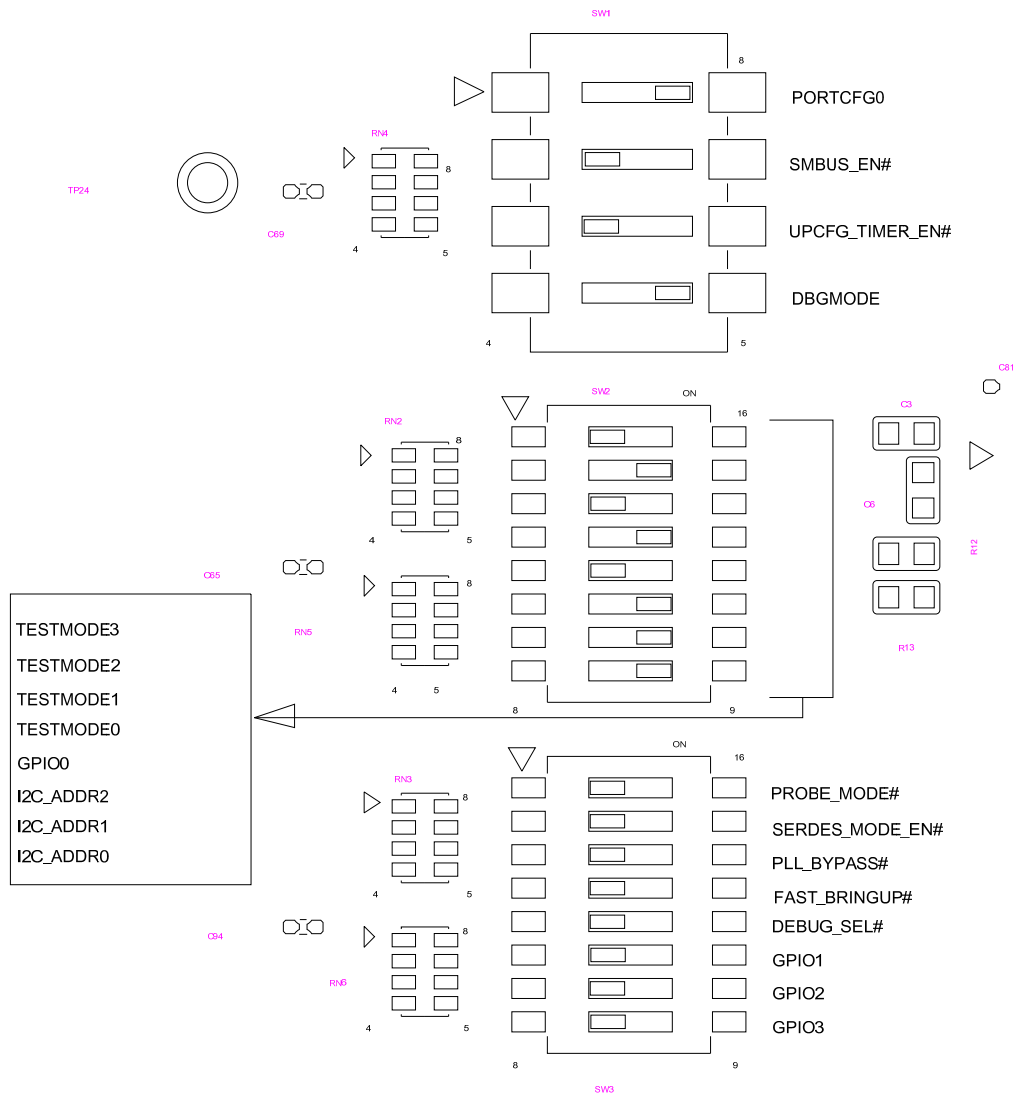 SW1
8
PORTCFG0
RN4
8
SMBUS_EN#
TP24
C69
4
5
UPCFG_TIMER_EN#
DBGMODE
4
5
C81
SW2
ON
16
C3
RN2
8
C6
4
5
R12
C65
8
RN5
R13
4
5
8
9
TESTMODE3
TESTMODE2
TESTMODE1
TESTMODE0
GPIO0
I2C_ADDR2
I2C_ADDR1
I2C_ADDR0
ON
16
RN3
8
PROBE_MODE#
SERDES_MODE_EN#
PLL_BYPASS#
4
5
FAST_BRINGUP#
C94
8
DEBUG_SEL#
GPIO1
RN6
GPIO2
4
5
GPIO3
8
9
SW3